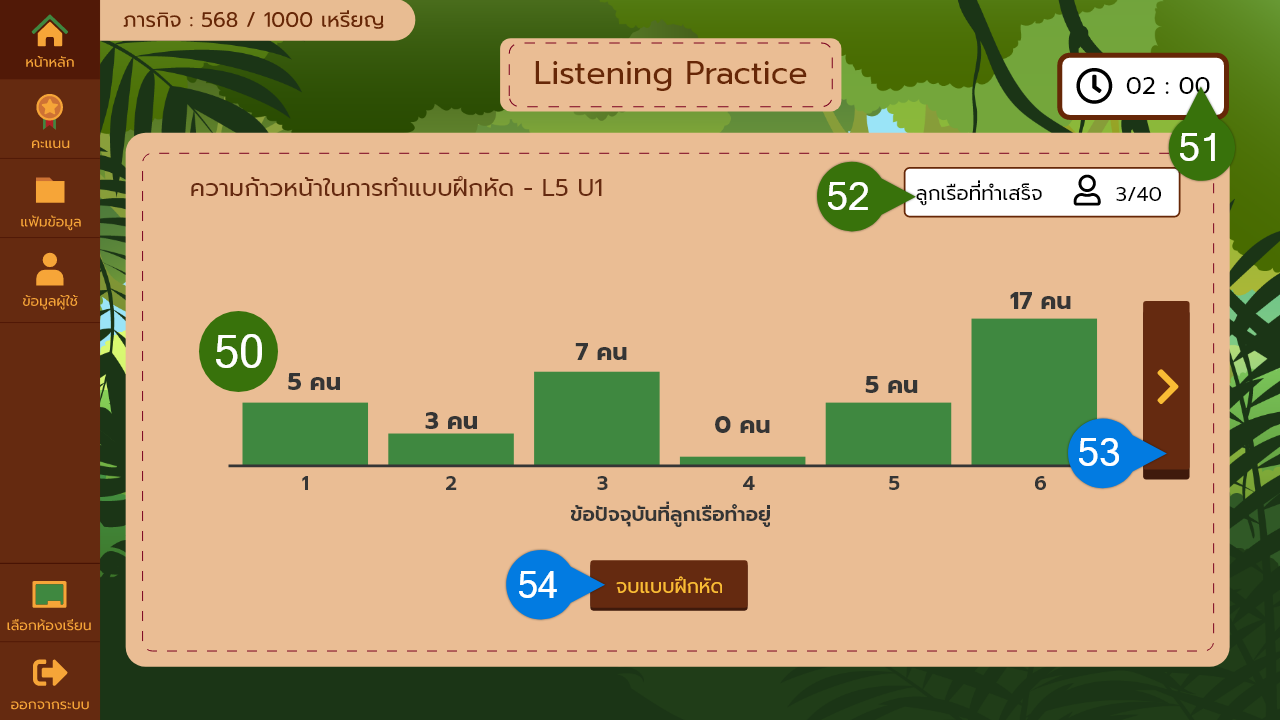 ภารกิจ : 568 / 1000 เหรียญ
หน้าหลัก
คะแนน
แฟ้มข้อมูล
ข้อมูลผู้ใช้
เลือกห้องเรียน
ออกจากระบบ
Listening Practice
02 : 00
51
ความก้าวหน้าในการทำแบบฝึกหัด - L5 U1
52
ลูกเรือที่ทำเสร็จ 3/40
50
5 คน
3 คน
7 คน
0 คน
5 คน
17 คน
53
1 2 3 4 5 6
ข้อปัจจุบันที่ลูกเรือทำอยู่
54
จบแบบฝึกหัด